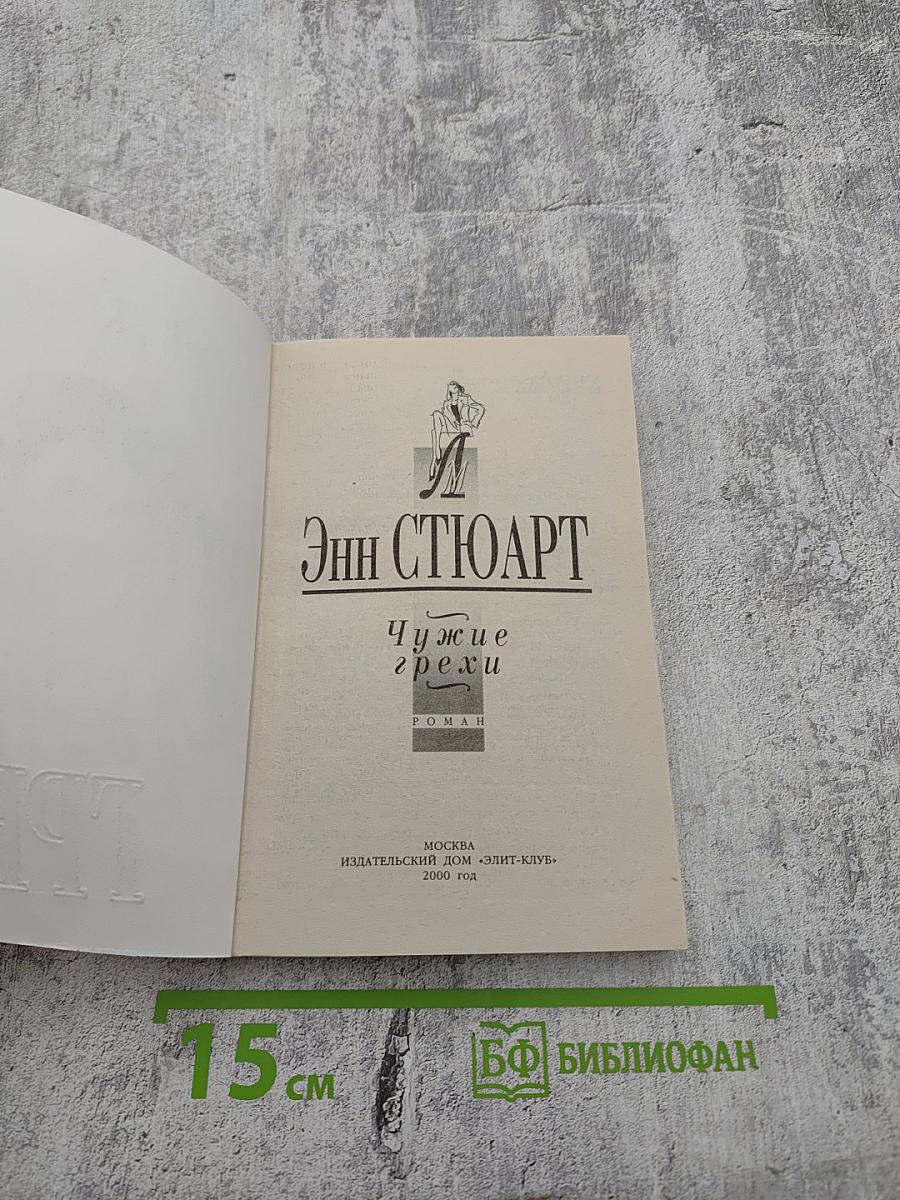 Л
Энн СТЮАРТ
Чужие
грехи
РОМАН
МОСКВА
ИЗДАТЕЛЬСКИЙ ДОМ «ЭЛИТ-КЛУБ»
2000 год
15 см
БФ БИБЛИОФАН